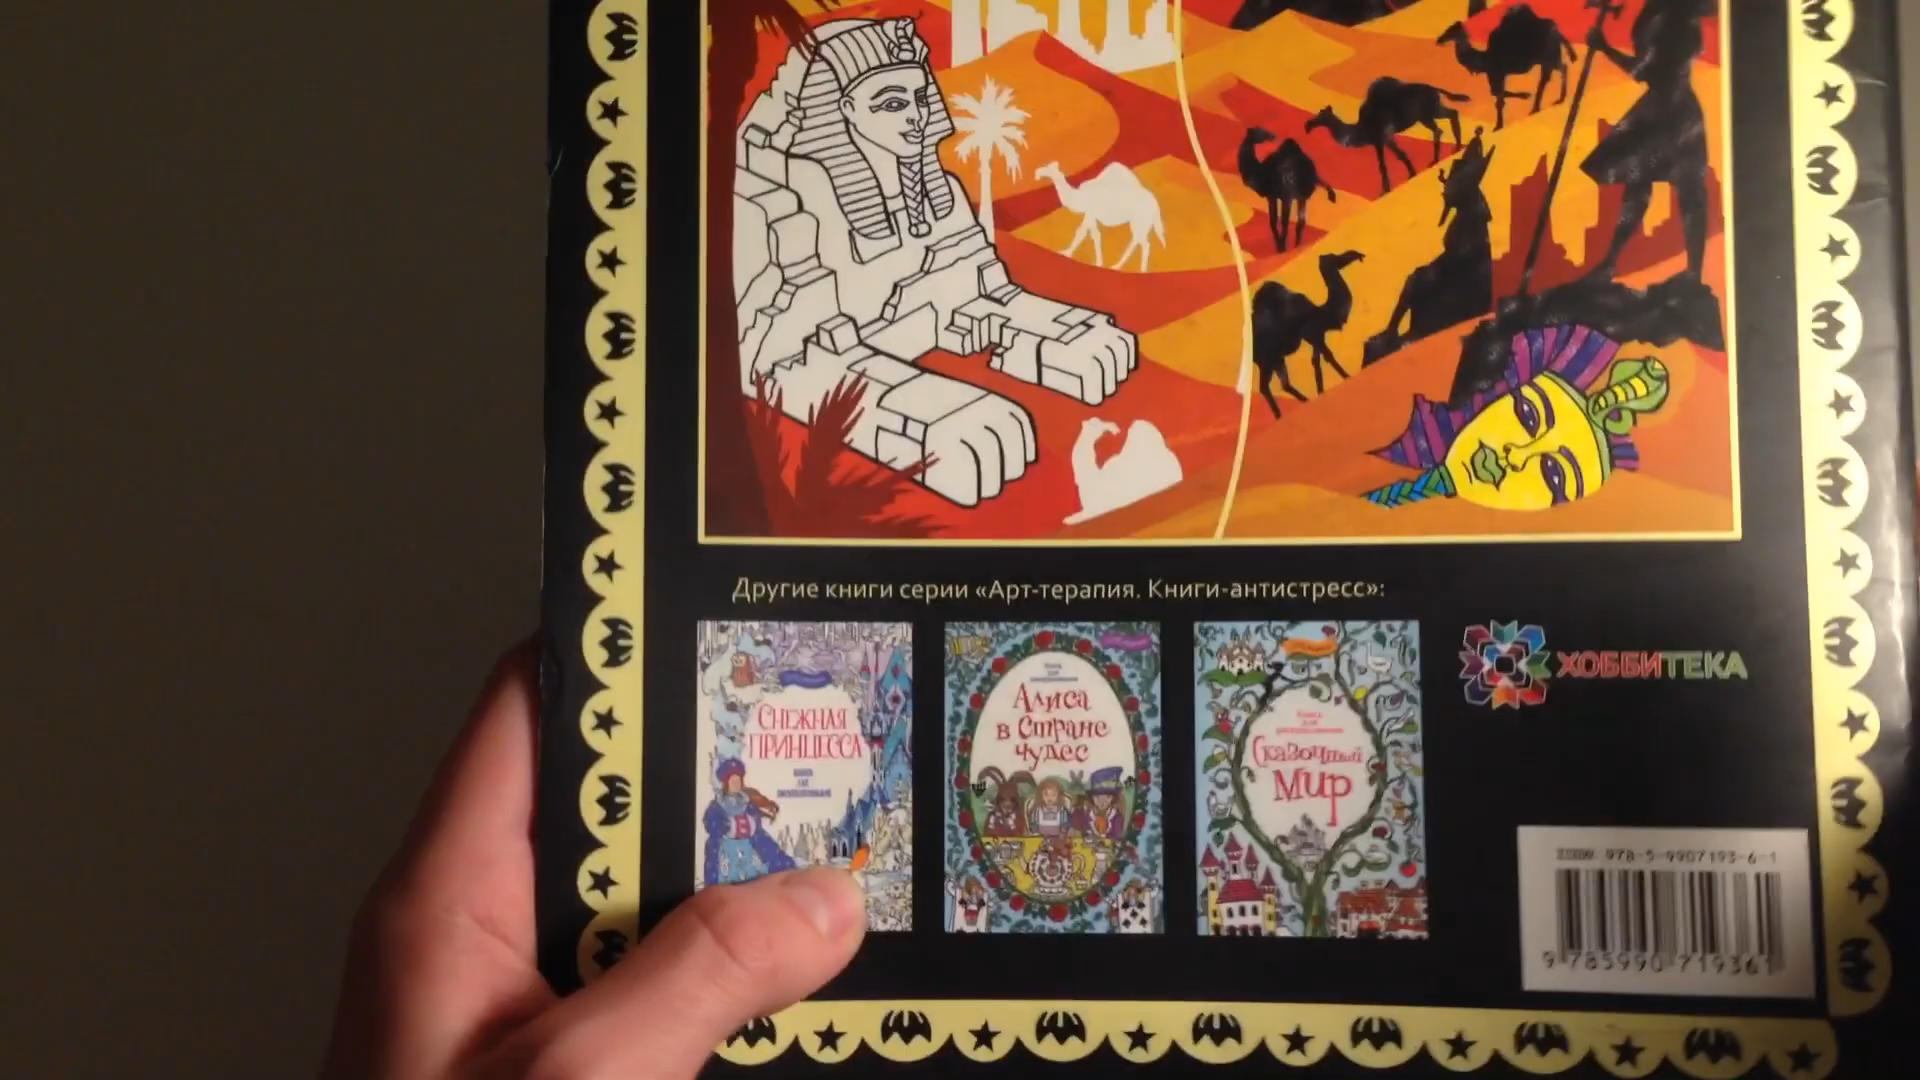 Другие книги серии «Арт-терапия. Книги-антистресс»:
СНЕЖНАЯ
ПРИНЦЕССА
Алиса
в Стране
чудес
Сказочный
Мир
ХОББИТЕКА
ISBN 978-5-9907193-6-1
9 785990 719361